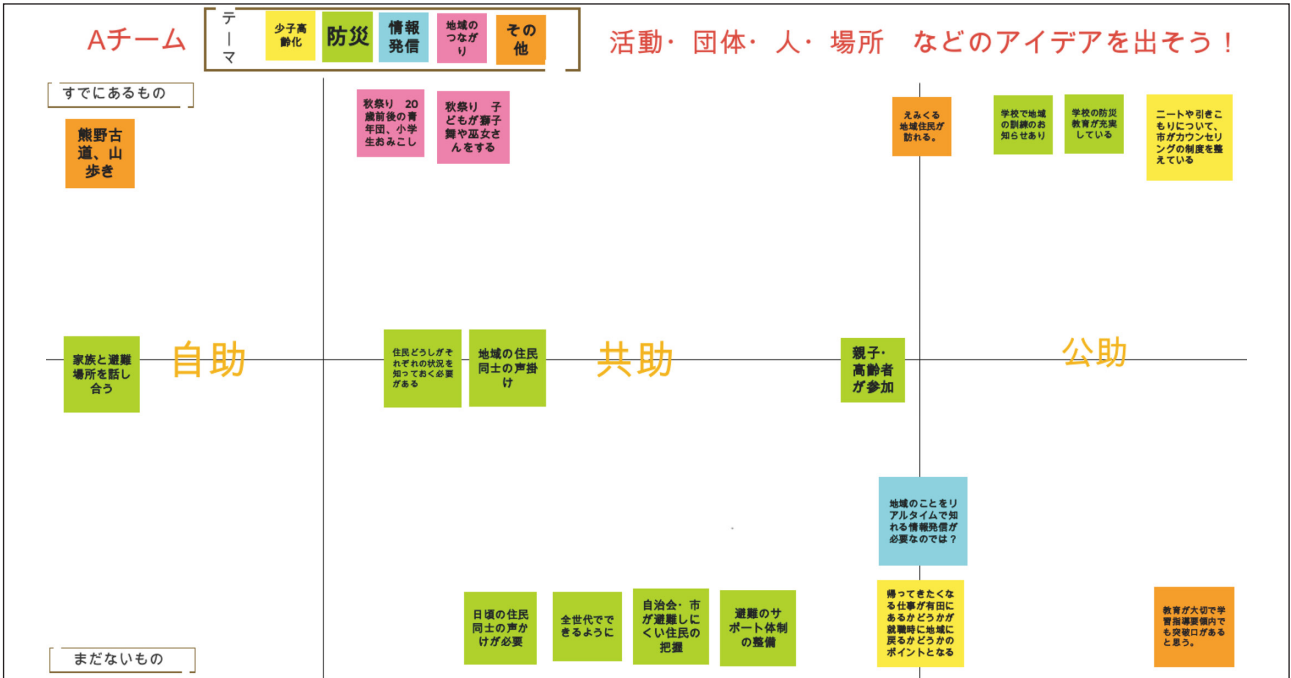 Aチーム
テーマ
少子高
齢化
防災
情報
発信
地域の
つなが
り
その
他
活動・団体・人・場所　などのアイデアを出そう！
すでにあるもの
熊野古
道、山
歩き
秋祭り　20
歳前後の青
年団、小学
生おみこし
秋祭り　子
どもが獅子
舞や巫女さ
んをする
えみくる
地域住民が
訪れる。
学校で地域
の訓練のお
知らせあり
学校の防災
教育が充実
している
ニートや引きこ
もりについて、
市がカウンセリ
ングの制度を整
えている
家族と避難
場所を話し
合う
自助
住民どうしがそ
れぞれの状況を
知っておく必要
がある
地域の住民
同士の声掛
け
共助
親子・
高齢者
が参加
公助
地域のことをリ
アルタイムで知
れる情報発信が
必要なのでは？
日頃の住民
同士の声か
けが必要
全世代でで
きるように
自治会・市
が避難しに
くい住民の
把握
避難のサ
ポート体制
の整備
帰ってきたくな
る仕事が有田に
あるかどうかが
就職時に地域に
戻るかどうかの
ポイントとなる
教育が大切で学
習指導要領内で
も突破口がある
と思う。
まだないもの